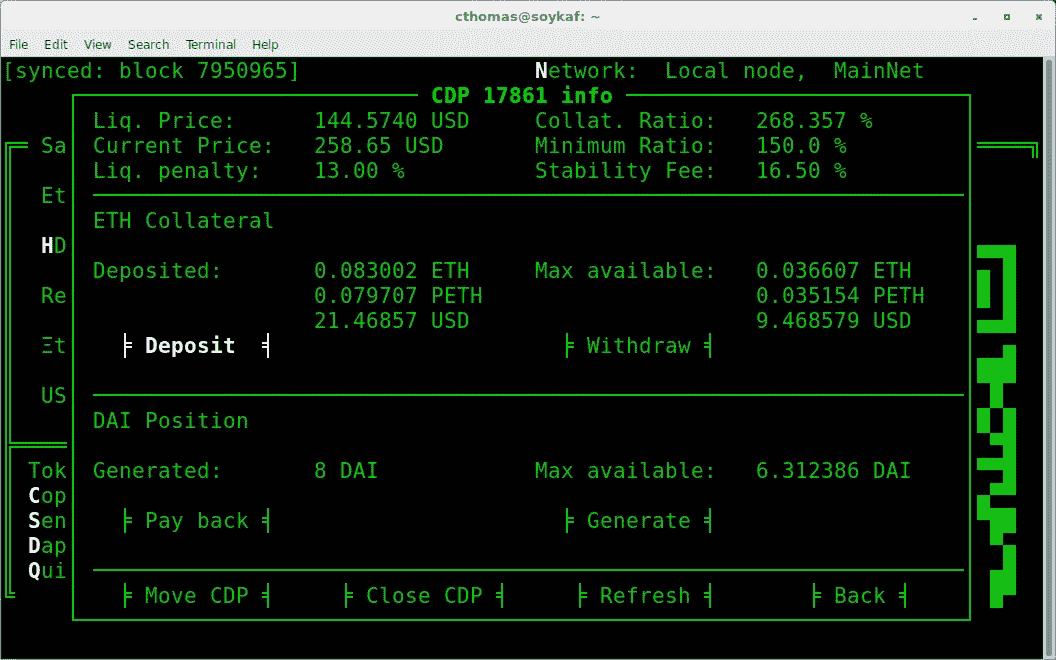 cthomas@soykaf: ~
File Edit View Search Terminal Help
[synced: block 7950965] Network: Local node, MainNet
CDP 17861 info
Liq. Price: 144.5740 USD Collat. Ratio: 268.357 %
Sa Current Price: 258.65 USD Minimum Ratio: 150.0 %
Liq. penalty: 13.00 % Stability Fee: 16.50 %
Et
ETH Collateral
HD
Deposited: 0.083002 ETH Max available: 0.036607 ETH
Re 0.079707 PETH 0.035154 PETH
21.46857 USD 9.468579 USD
Ξt Deposit Withdraw
US
DAI Position
Tok Generated: 8 DAI Max available: 6.312386 DAI
Cop
Sen Pay back Generate
Dap
Qui
Move CDP Close CDP Refresh Back